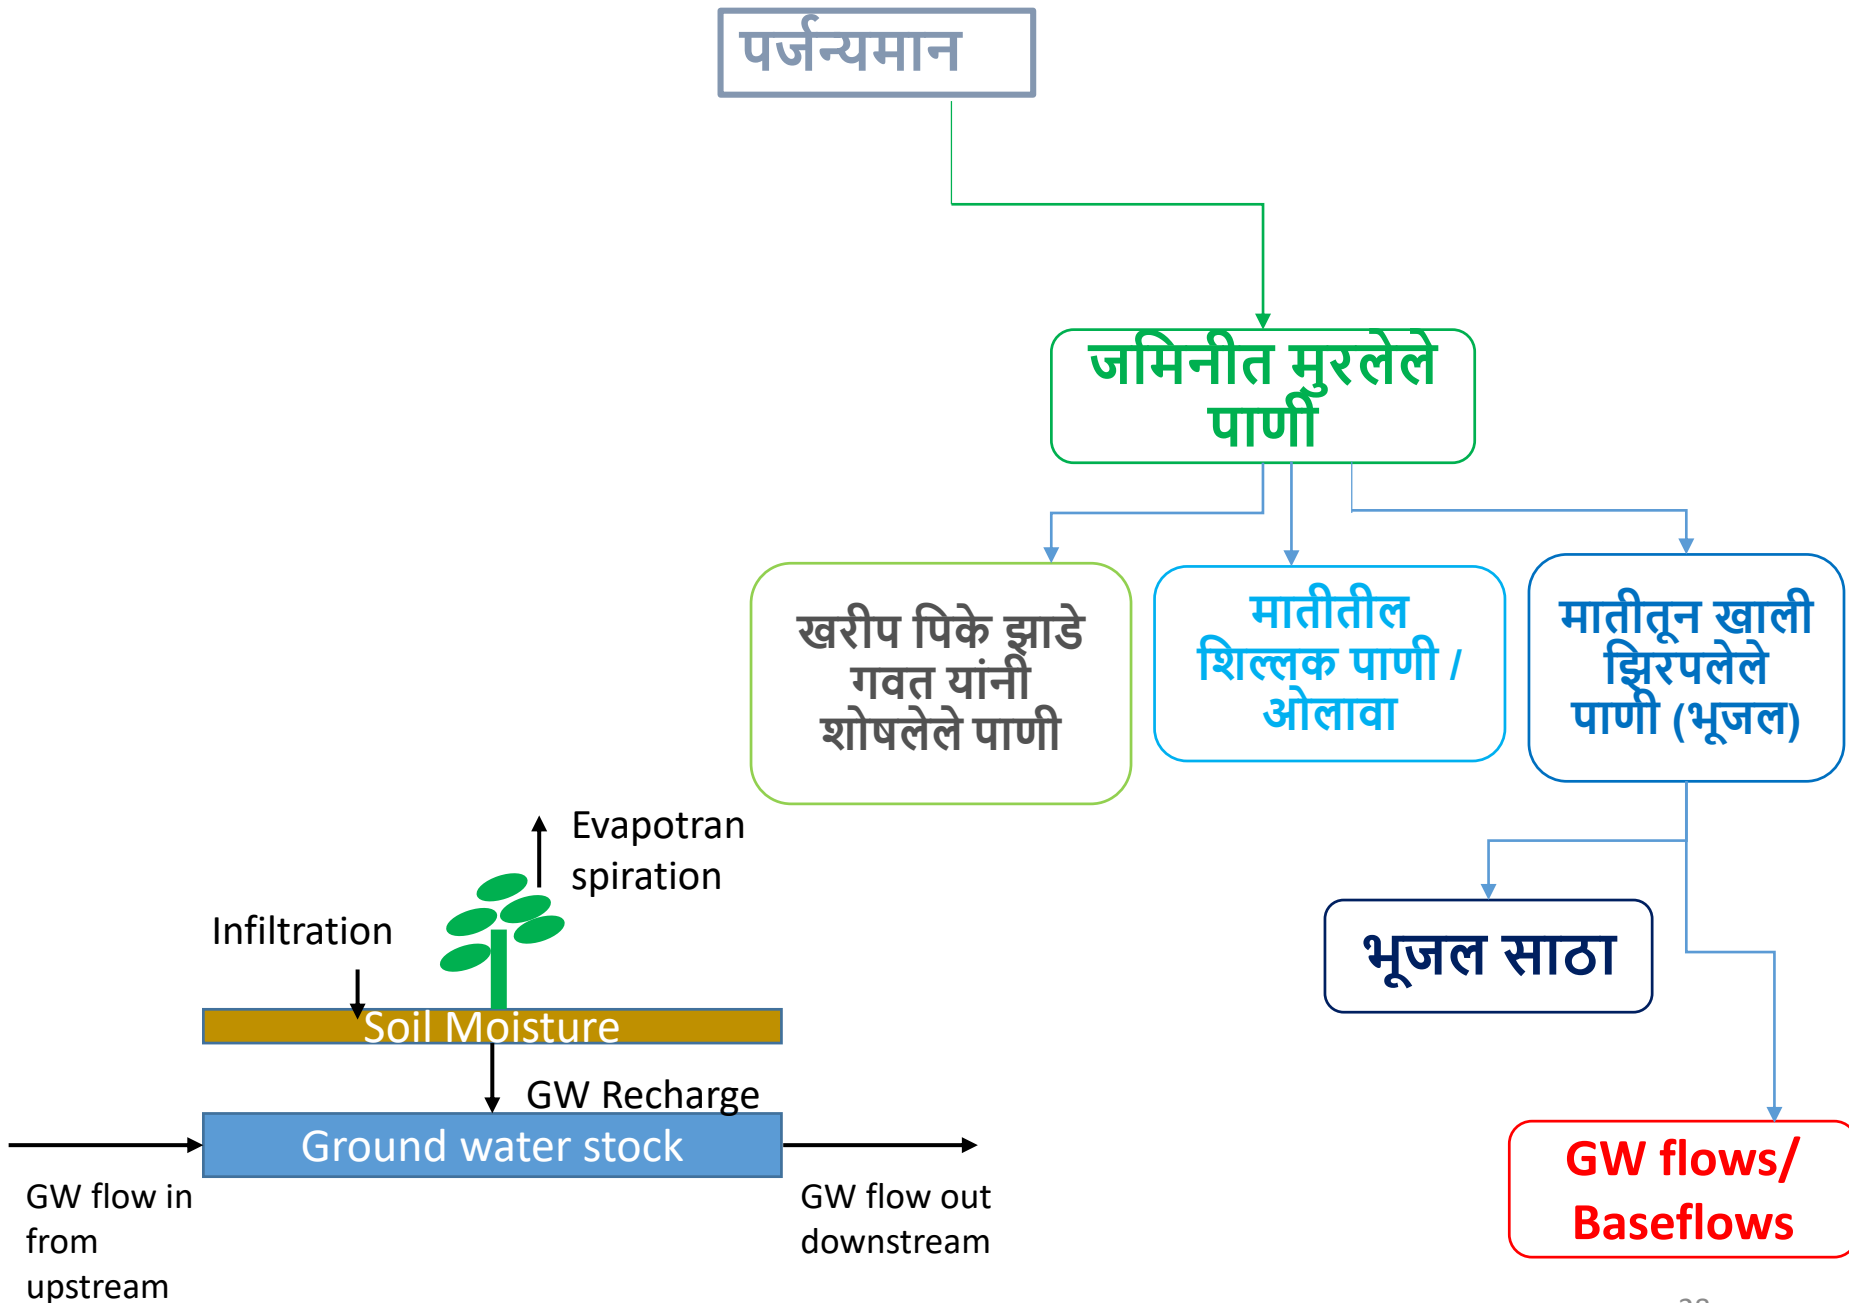 पर्जन्यमान
जमिनीत मुरलेले
पाणी
खरीप पिके झाडे
गवत यांनी
शोषलेले पाणी
मातीतील
शिल्लक पाणी /
ओलावा
मातीतून खाली
झिरपलेले
पाणी (भूजल)
भूजल साठा
GW flows/
Baseflows
Evapotran
spiration
Infiltration
Soil Moisture
GW Recharge
Ground water stock
GW flow in
from
upstream
GW flow out
downstream